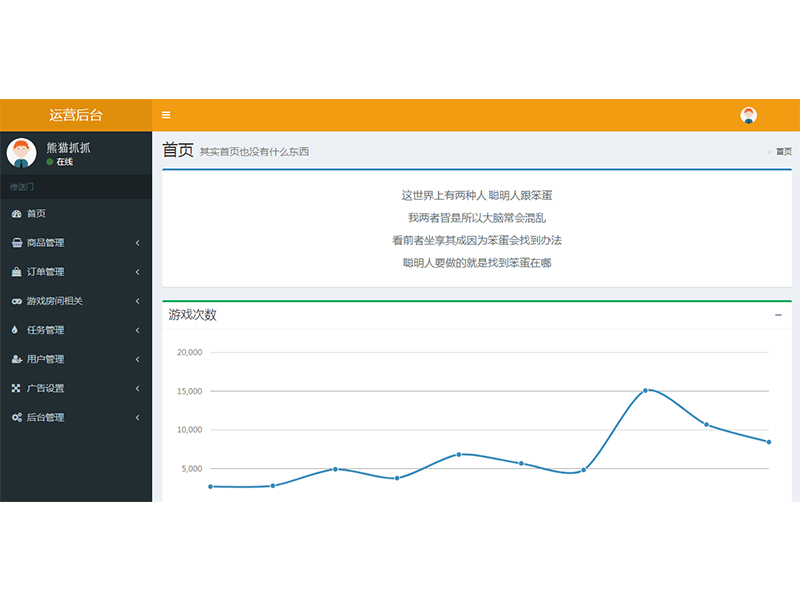 运营后台
熊猫抓抓
在线
传送门
首页
商品管理
订单管理
游戏房间相关
任务管理
用户管理
广告设置
后台管理
首页 其实首页也没有什么东西
首页
这世界上有两种人 聪明人跟笨蛋
我两者皆是所以大脑常会混乱
看前者坐享其成因为笨蛋会找到办法
聪明人要做的就是找到笨蛋在哪
游戏次数
20,000
15,000
10,000
5,000